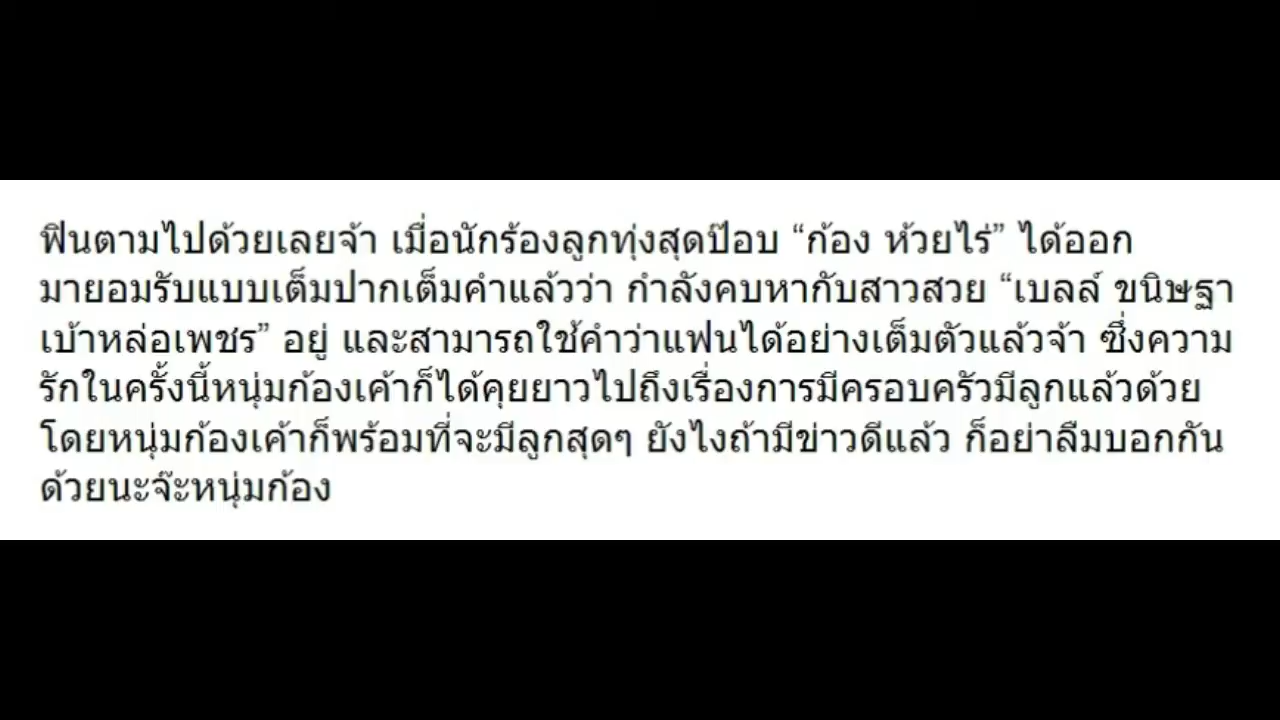 ฟินตามไปด้วยเลยจ้า เมื่อนักร้องลูกทุ่งสุดป๊อบ “ก้อง ห้วยไร่” ได้ออก
มายอมรับแบบเต็มปากเต็มคำแล้วว่า กำลังคบหากับสาวสวย “เบลล์ ขนิษฐา
เบ้าหล่อเพชร” อยู่ และสามารถใช้คำว่าแฟนได้อย่างเต็มตัวแล้วจ้า ซึ่งความ
รักในครั้งนี้หนุ่มก้องเค้าก็ได้คุยยาวไปถึงเรื่องการมีครอบครัวมีลูกแล้วด้วย
โดยหนุ่มก้องเค้าก็พร้อมที่จะมีลูกสุดๆ ยังไงถ้ามีข่าวดีแล้ว ก็อย่าลืมบอกกัน
ด้วยนะจ๊ะหนุ่มก้อง